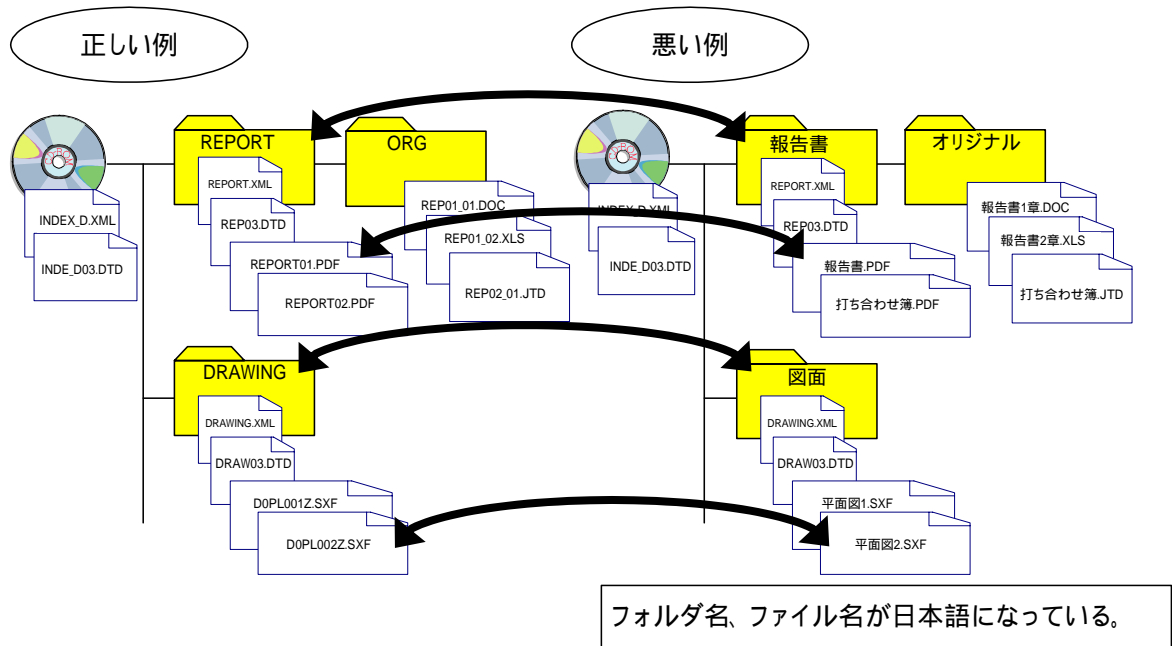 正しい例
悪い例
REPORT
ORG
報告書
オリジナル
REPORT.XML
REPORT.XML
INDEX_D.XML
REP03.DTD
REP01_01.DOC
INDEX_D.XML
REP03.DTD
報告書1章.DOC
INDE_D03.DTD
REPORT01.PDF
REP01_02.XLS
INDE_D03.DTD
報告書.PDF
報告書2章.XLS
REPORT02.PDF
REP02_01.JTD
打ち合わせ簿.PDF
打ち合わせ簿.JTD
DRAWING
図面
DRAWING.XML
DRAWING.XML
DRAW03.DTD
DRAW03.DTD
D0PL001Z.SXF
平面図1.SXF
D0PL002Z.SXF
平面図2.SXF
フォルダ名、ファイル名が日本語になっている。